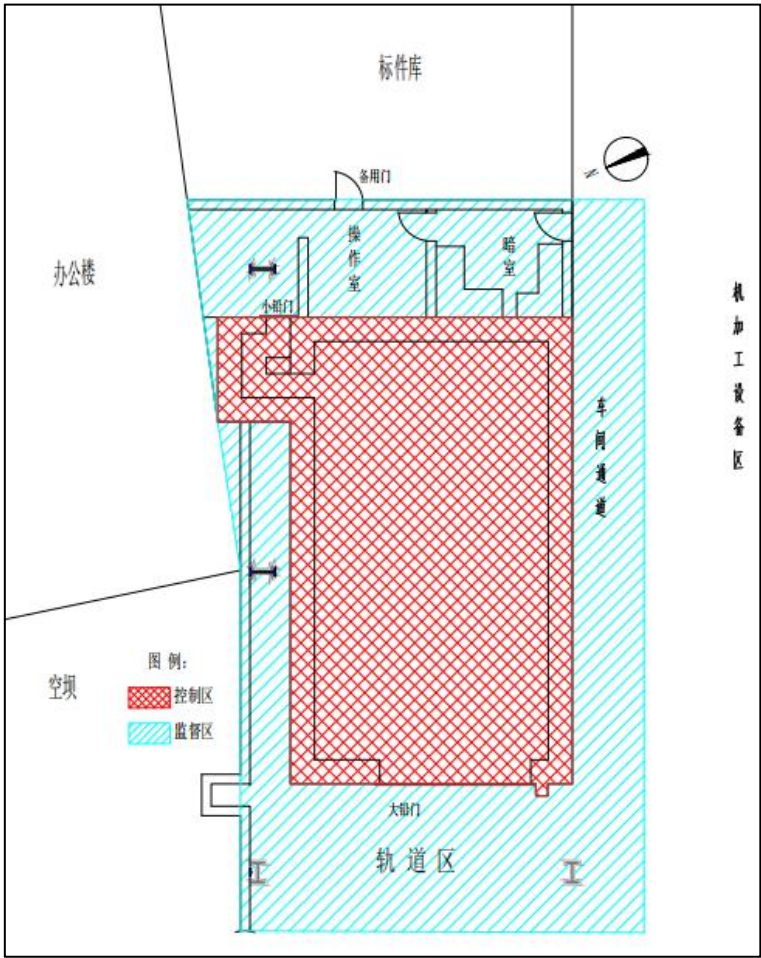 标件库
N
备用门
操作室
暗室
办公楼
小铅门
机加工设备区
车间通道
图 例：
控制区
空坝
监督区
大铅门
轨 道 区